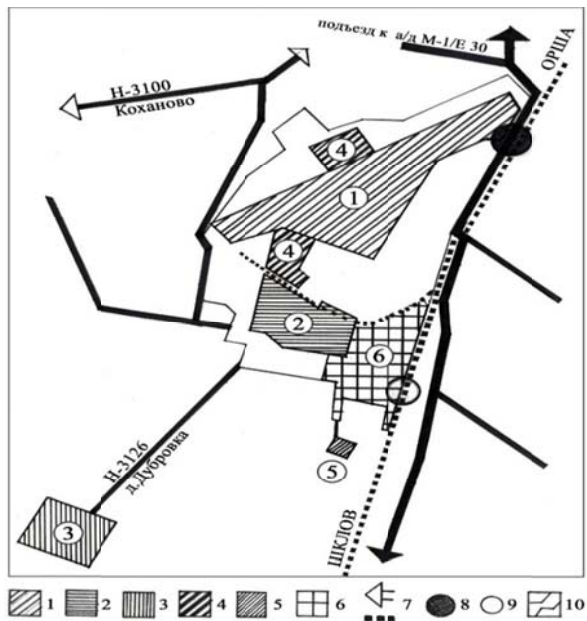 подъезд к а/д М-1/Е 30
ОРША
Н-3100
Коханово
4
1
4
2
6
5
Н-3126
д.Дубровка
3
ШКЛОВ
1 2 3 4 5 6 7 8 9 10